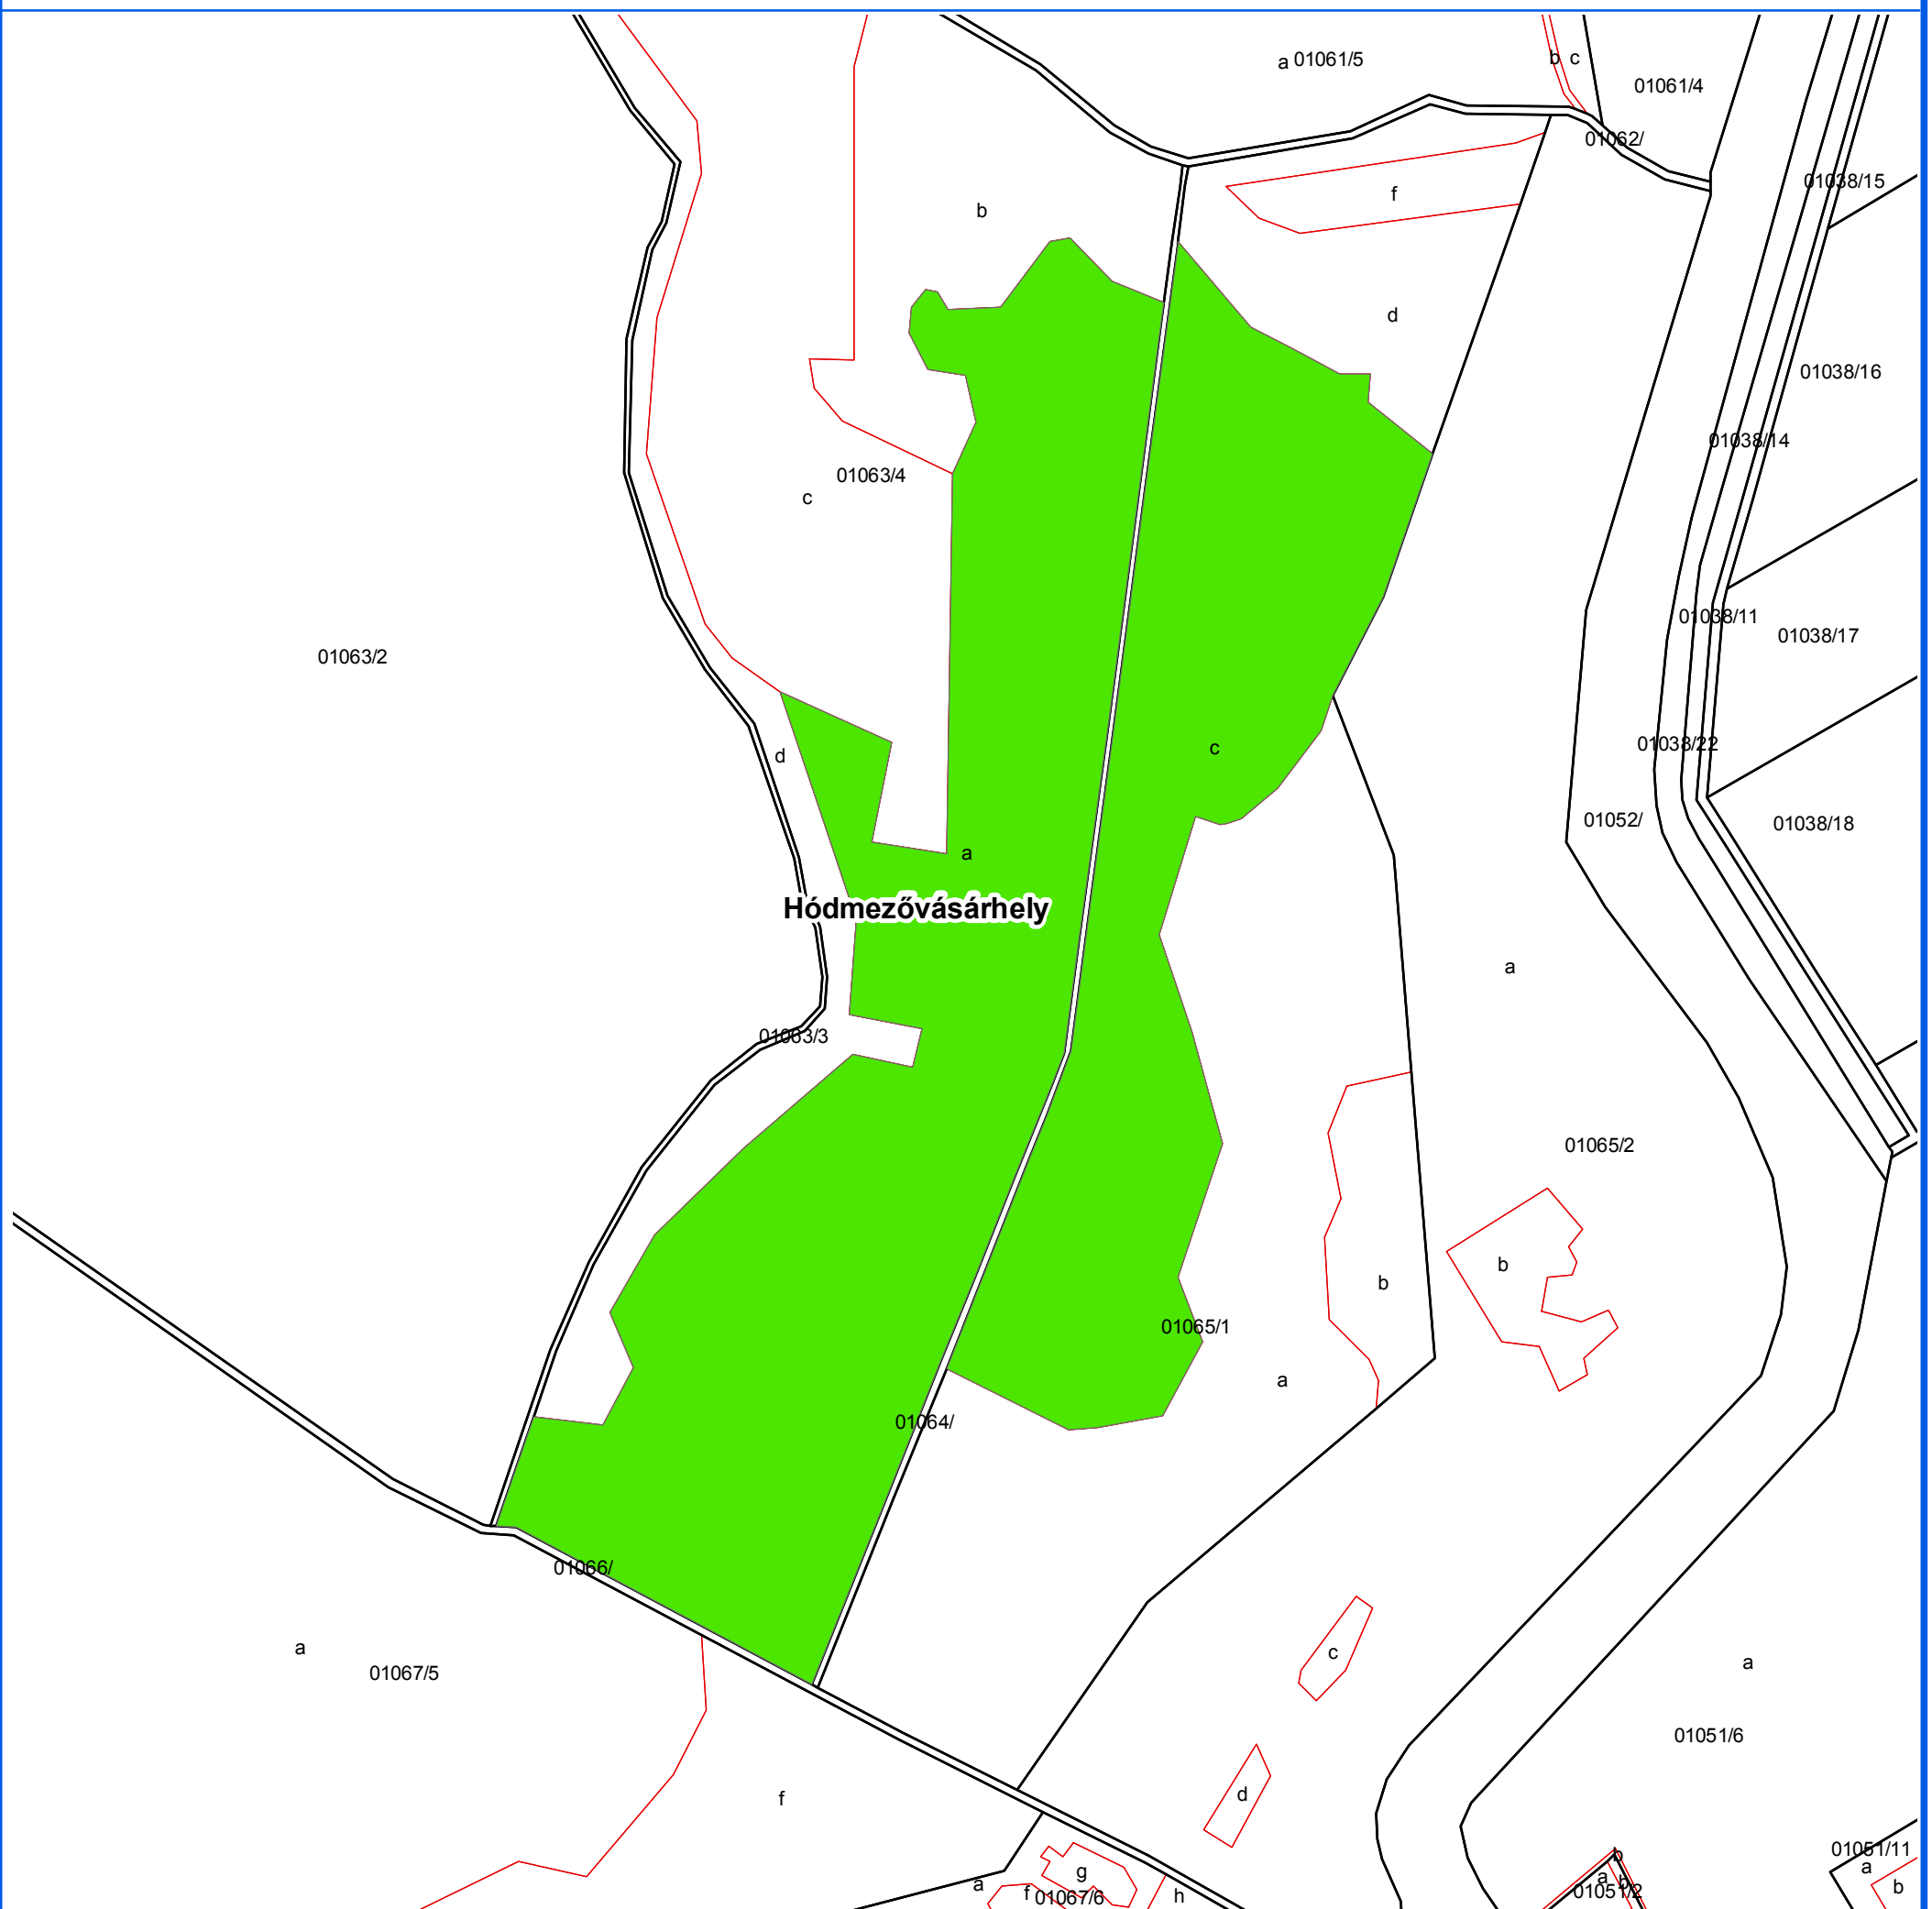 a 01061/5
b c
01061/4
01062/
01038/15
f
b
d
01038/16
01038/14
01063/4
c
01038/11
01038/17
01063/2
01038/22
c
d
01052/
01038/18
a
Hódmezővásárhely
a
01063/3
01065/2
b
b
01065/1
a
01064/
01066/
a
01067/5
c
a
01051/6
d
f
01051/11
a
b
a
b
b
01051/2
g
a
f 01067/6
h